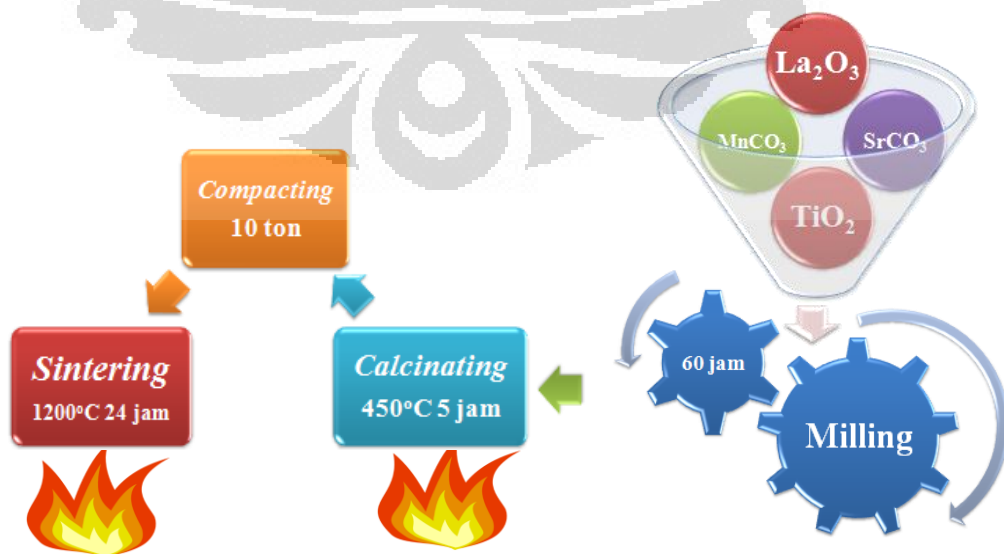 La₂O₃
MnCO₃
SrCO₃
TiO₂
60 jam
Milling
Calcinating
450°C 5 jam
Compacting
10 ton
Sintering
1200°C 24 jam